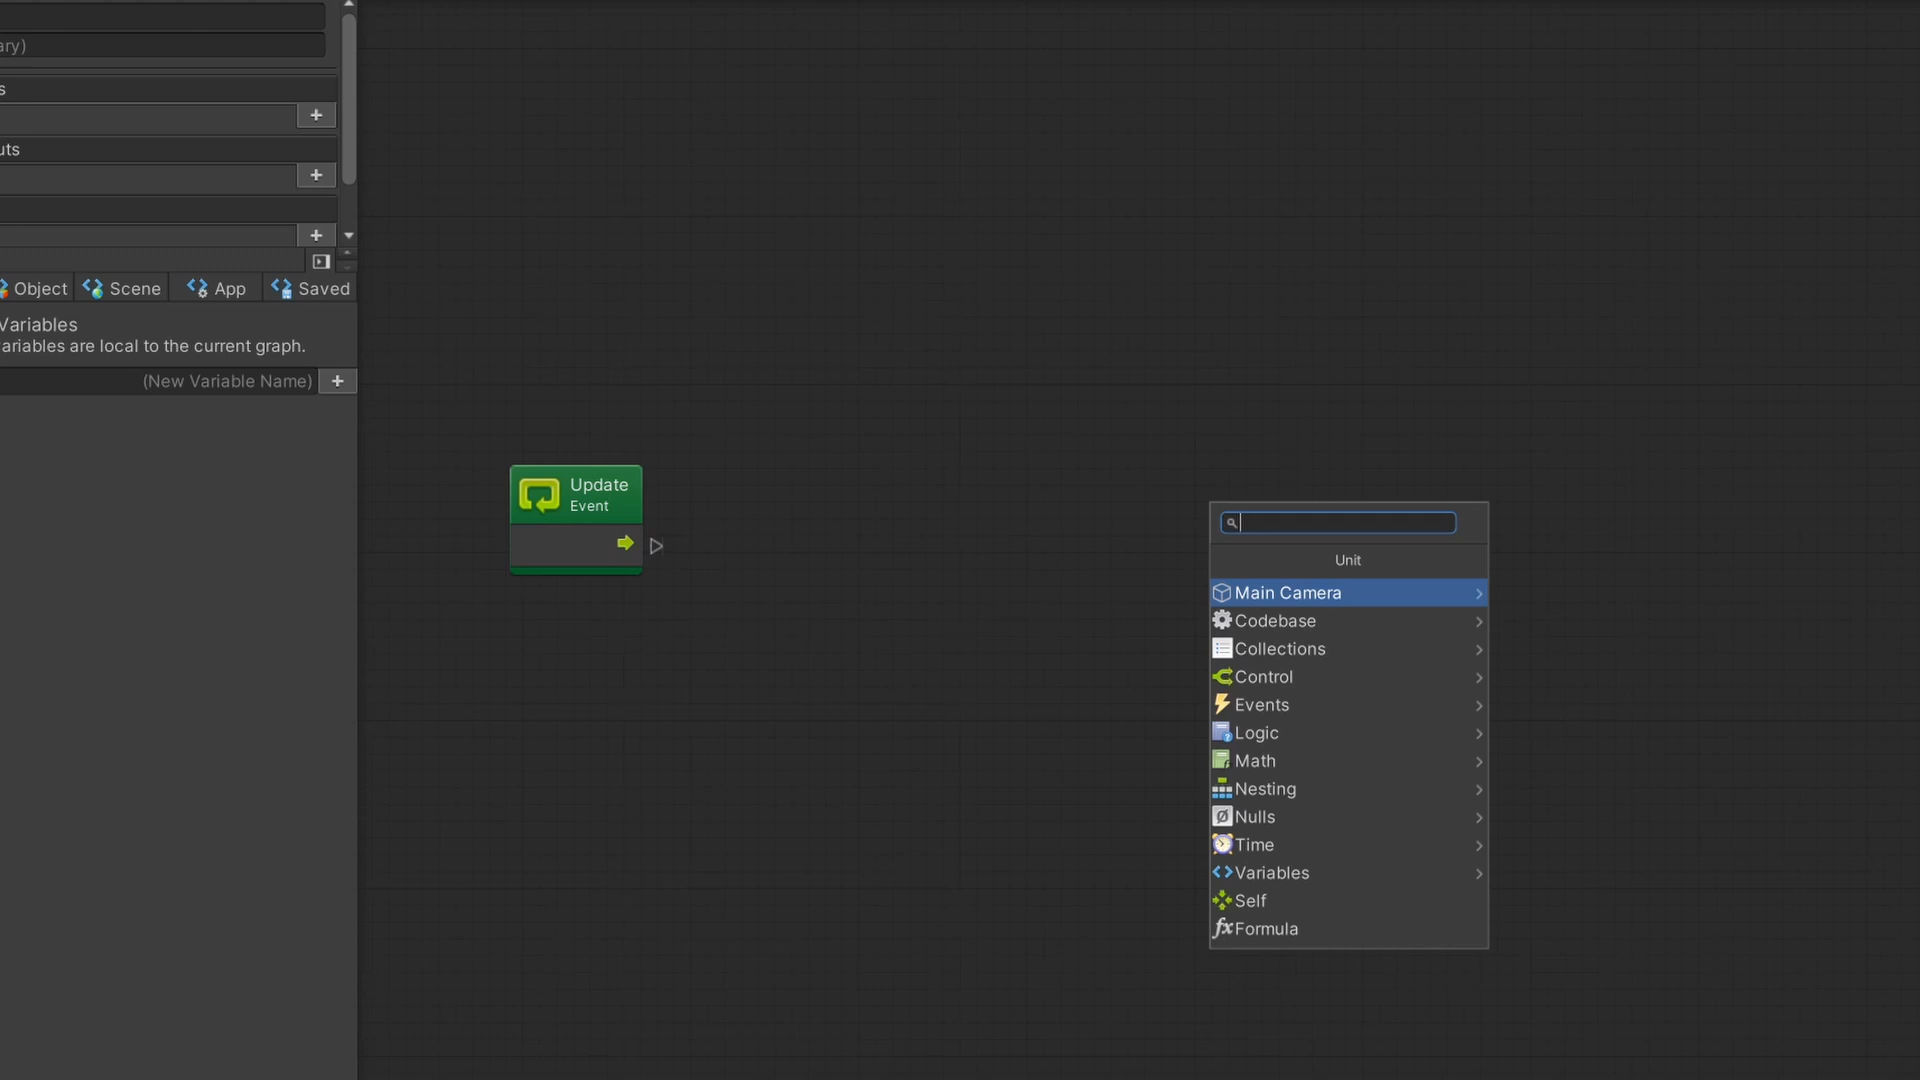 ary)
s
uts
Object
Scene
App
Saved
Variables
ariables are local to the current graph.
(New Variable Name)
Update
Event
Unit
Main Camera
Codebase
Collections
Control
Events
Logic
Math
Nesting
Nulls
Time
Variables
Self
fx Formula